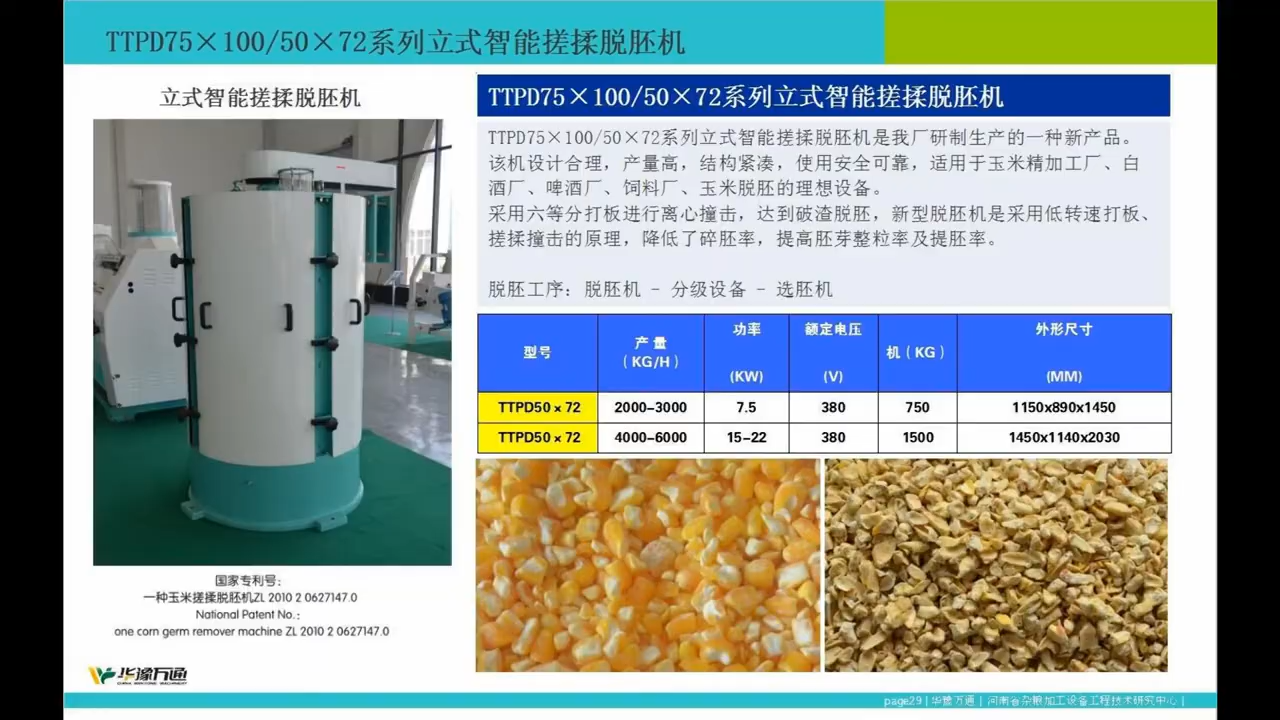 TTPD75×100/50×72系列立式智能搓揉脱胚机
立式智能搓揉脱胚机
TTPD75×100/50×72系列立式智能搓揉脱胚机
TTPD75×100/50×72系列立式智能搓揉脱胚机是我厂研制生产的一种新产品。
该机设计合理，产量高，结构紧凑，使用安全可靠，适用于玉米精加工厂、白
酒厂、啤酒厂、饲料厂、玉米脱胚的理想设备。
采用六等分打板进行离心撞击，达到破渣脱胚，新型脱胚机是采用低转速打板、
搓揉撞击的原理，降低了碎胚率，提高胚芽整粒率及提胚率。
脱胚工序：脱胚机 - 分级设备 - 选胚机
型号 产量（KG/H） 功率（KW） 额定电压（V） 机（KG） 外形尺寸（MM）
TTPD50×72 2000-3000 7.5 380 750 1150x890x1450
TTPD50×72 4000-6000 15-22 380 1500 1450x1140x2030
国家专利号：
一种玉米搓揉脱胚机ZL 2010 2 0627147.0
National Patent No.:
one corn germ remover machine ZL 2010 2 0627147.0
华豫万通
page29 | 华豫万通 | 河南省杂粮加工设备工程技术研究中心 |